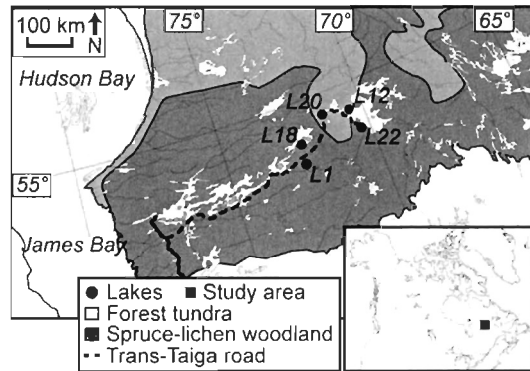 100 km
N
75°
70°
65°
Hudson Bay
L20
L12
L18
L22
L1
55°
James Bay
Lakes Study area
Forest tundra
Spruce-lichen woodland
Trans-Taiga road